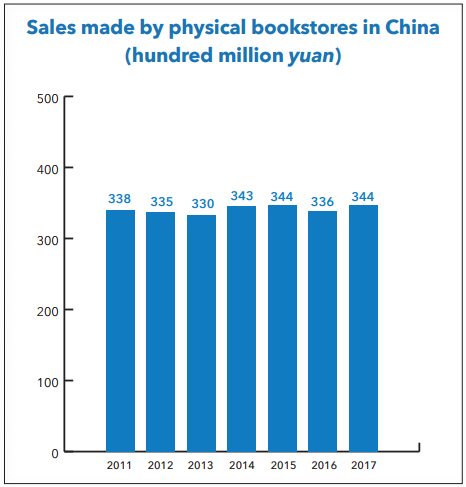 Sales made by physical bookstores in China
(hundred million yuan)
500
400
300
200
100
0
338 335 330 343 344 336 344
2011 2012 2013 2014 2015 2016 2017